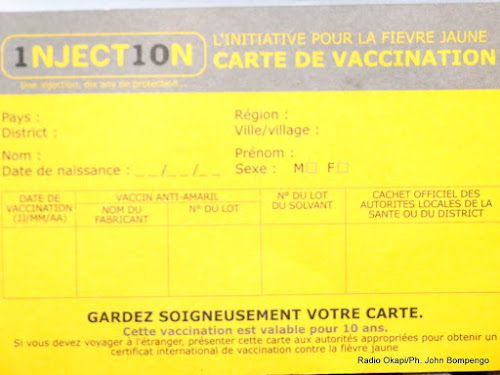 1NJECT10N
L'INITIATIVE POUR LA FIEVRE JAUNE
CARTE DE VACCINATION
Une injection, dix ans de protection...
Pays :
Région :
District :
Ville/village :
Nom :
Prénom :
Date de naissance : _ _/_ _/_ _
Sexe : M□ F□
DATE DE VACCINATION (JJ/MM/AA)
VACCIN ANTI-AMARIL
NOM DU FABRICANT
N° DU LOT
N° DU LOT DU SOLVANT
CACHET OFFICIEL DES AUTORITES LOCALES DE LA SANTE OU DU DISTRICT
GARDEZ SOIGNEUSEMENT VOTRE CARTE.
Cette vaccination est valable pour 10 ans.
Si vous devez voyager à l'étranger, présenter cette carte aux autorités appropriées pour obtenir un
certificat international de vaccination contre la fièvre jaune
Radio Okapi/Ph. John Bompengo